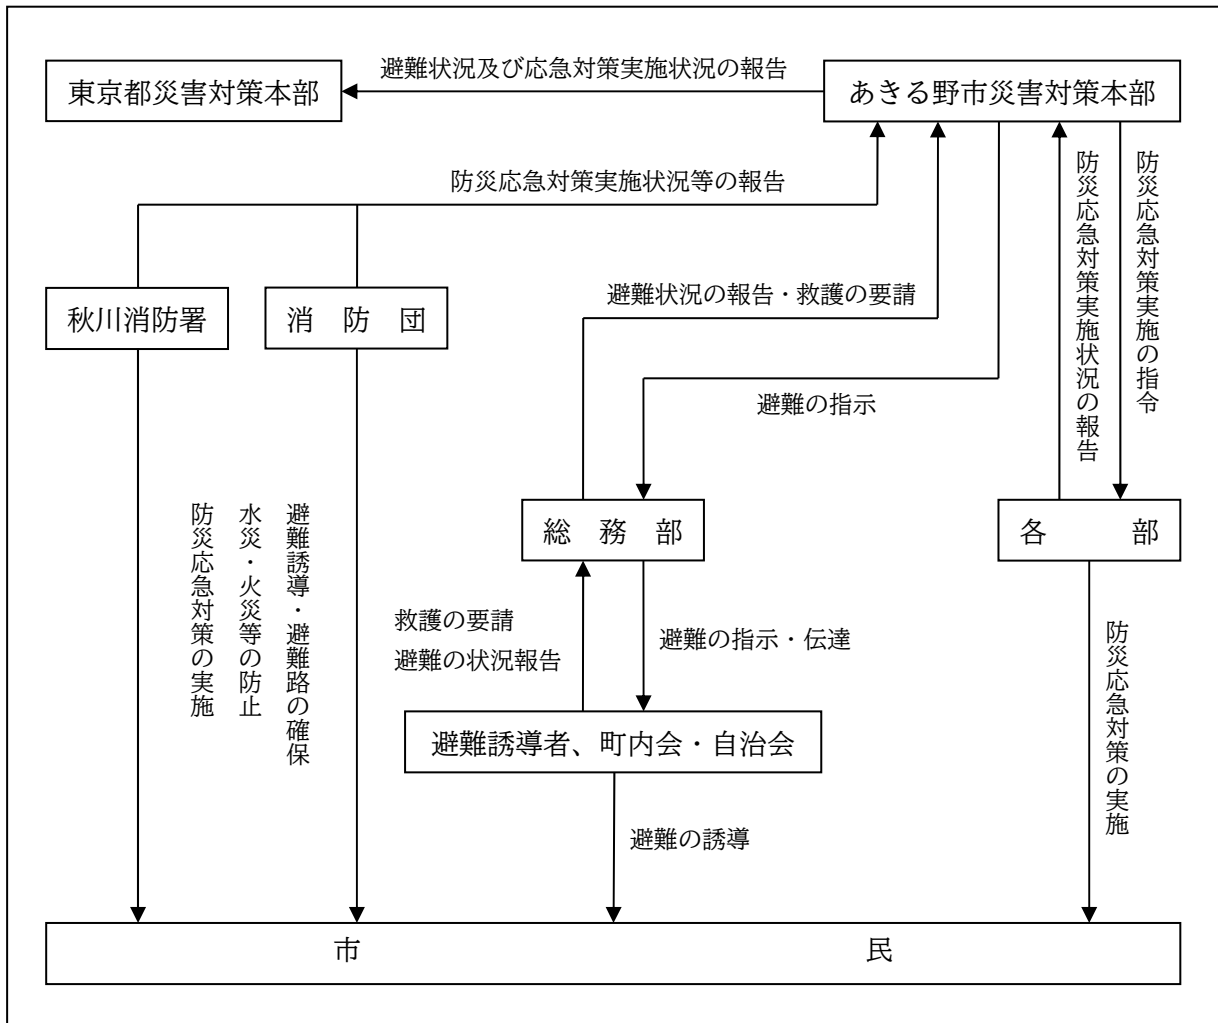 避難状況及び応急対策実施状況の報告
東京都災害対策本部
あきる野市災害対策本部
防災応急対策実施状況等の報告
防災応急対策実施状況の報告
防災応急対策実施の指令
秋川消防署
消 防 団
避難状況の報告・救護の要請
避難の指示
避難誘導・避難路の確保
水災・火災等の防止
防災応急対策の実施
総 務 部
各 部
救護の要請
避難の状況報告
避難の指示・伝達
防災応急対策の実施
避難誘導者、町内会・自治会
避難の誘導
市 民